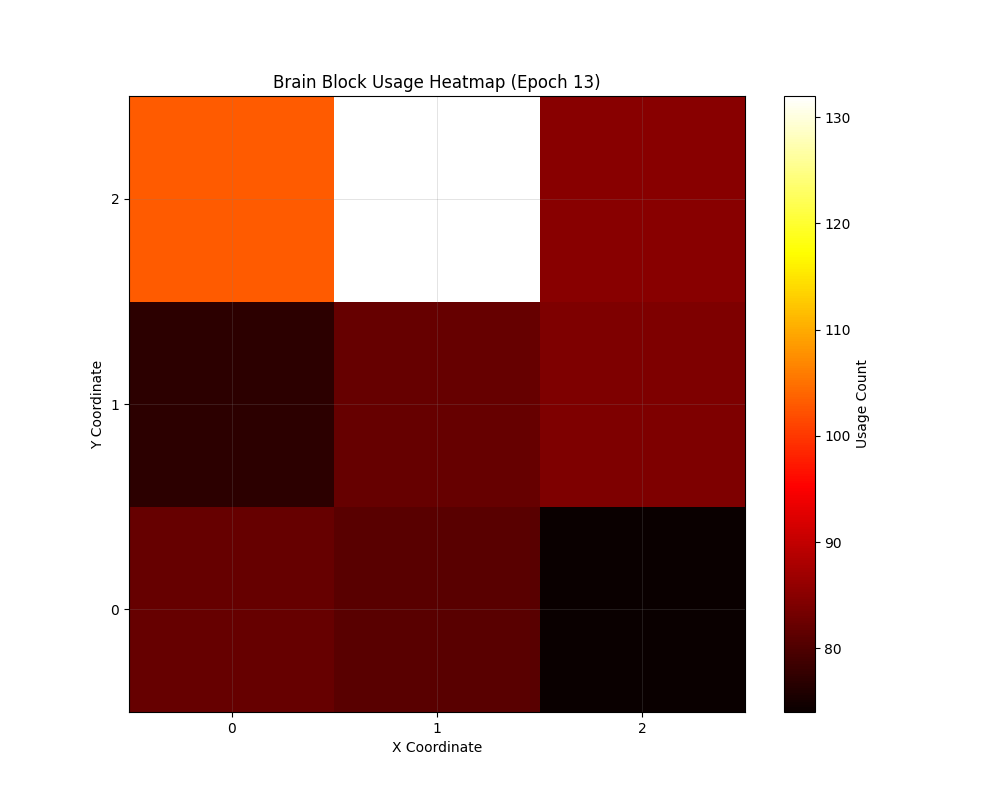 Brain Block Usage Heatmap (Epoch 13)
2
1
0
Y Coordinate
0 1 2
X Coordinate
130
120
110
100
90
80
Usage Count